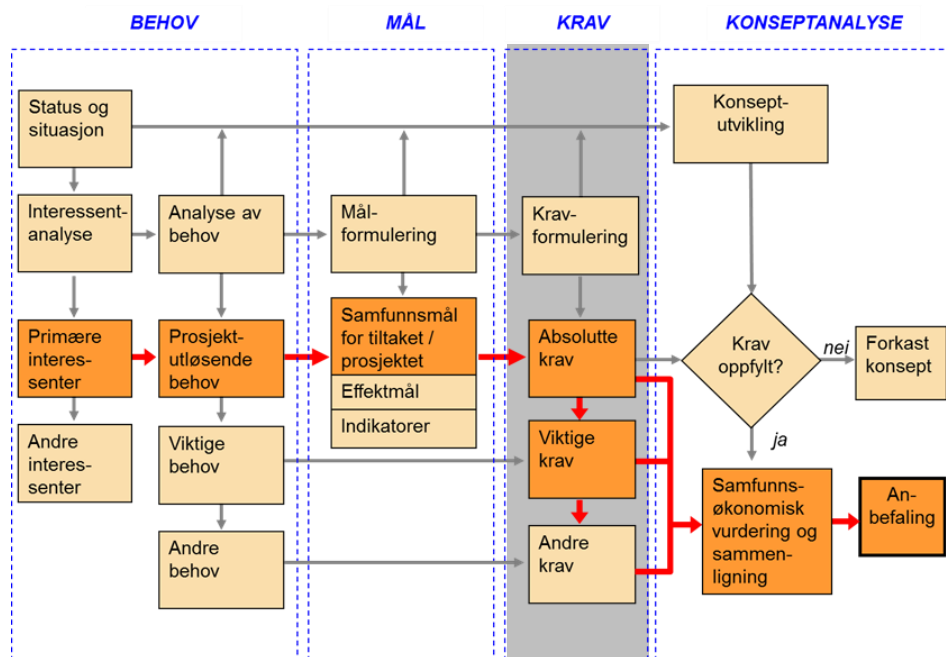 BEHOV
MÅL
KRAV
KONSEPTANALYSE
Status og
situasjon
Interessent-
analyse
Primære
interes-
senter
Andre
interes-
senter
Analyse av
behov
Prosjekt-
utløsende
behov
Viktige
behov
Andre
behov
Mål-
formulering
Samfunnsmål
for tiltaket /
prosjektet
Effektmål
Indikatorer
Krav-
formulering
Absolutte
krav
Viktige
krav
Andre
krav
Konsept-
utvikling
Krav
oppfylt?
nei
Forkast
konsept
ja
Samfunns-
økonomisk
vurdering og
sammen-
ligning
An-
befaling